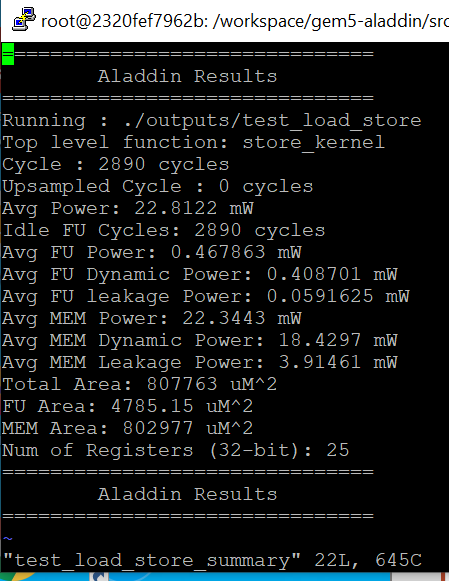 root@2320fef7962b: /workspace/gem5-aladdin/src
===============================
Aladdin Results
===============================
Running : ./outputs/test_load_store
Top level function: store_kernel
Cycle : 2890 cycles
Upsampled Cycle : 0 cycles
Avg Power: 22.8122 mW
Idle FU Cycles: 2890 cycles
Avg FU Power: 0.467863 mW
Avg FU Dynamic Power: 0.408701 mW
Avg FU leakage Power: 0.0591625 mW
Avg MEM Power: 22.3443 mW
Avg MEM Dynamic Power: 18.4297 mW
Avg MEM Leakage Power: 3.91461 mW
Total Area: 807763 uM^2
FU Area: 4785.15 uM^2
MEM Area: 802977 uM^2
Num of Registers (32-bit): 25
===============================
Aladdin Results
===============================
~
"test_load_store_summary" 22L, 645C